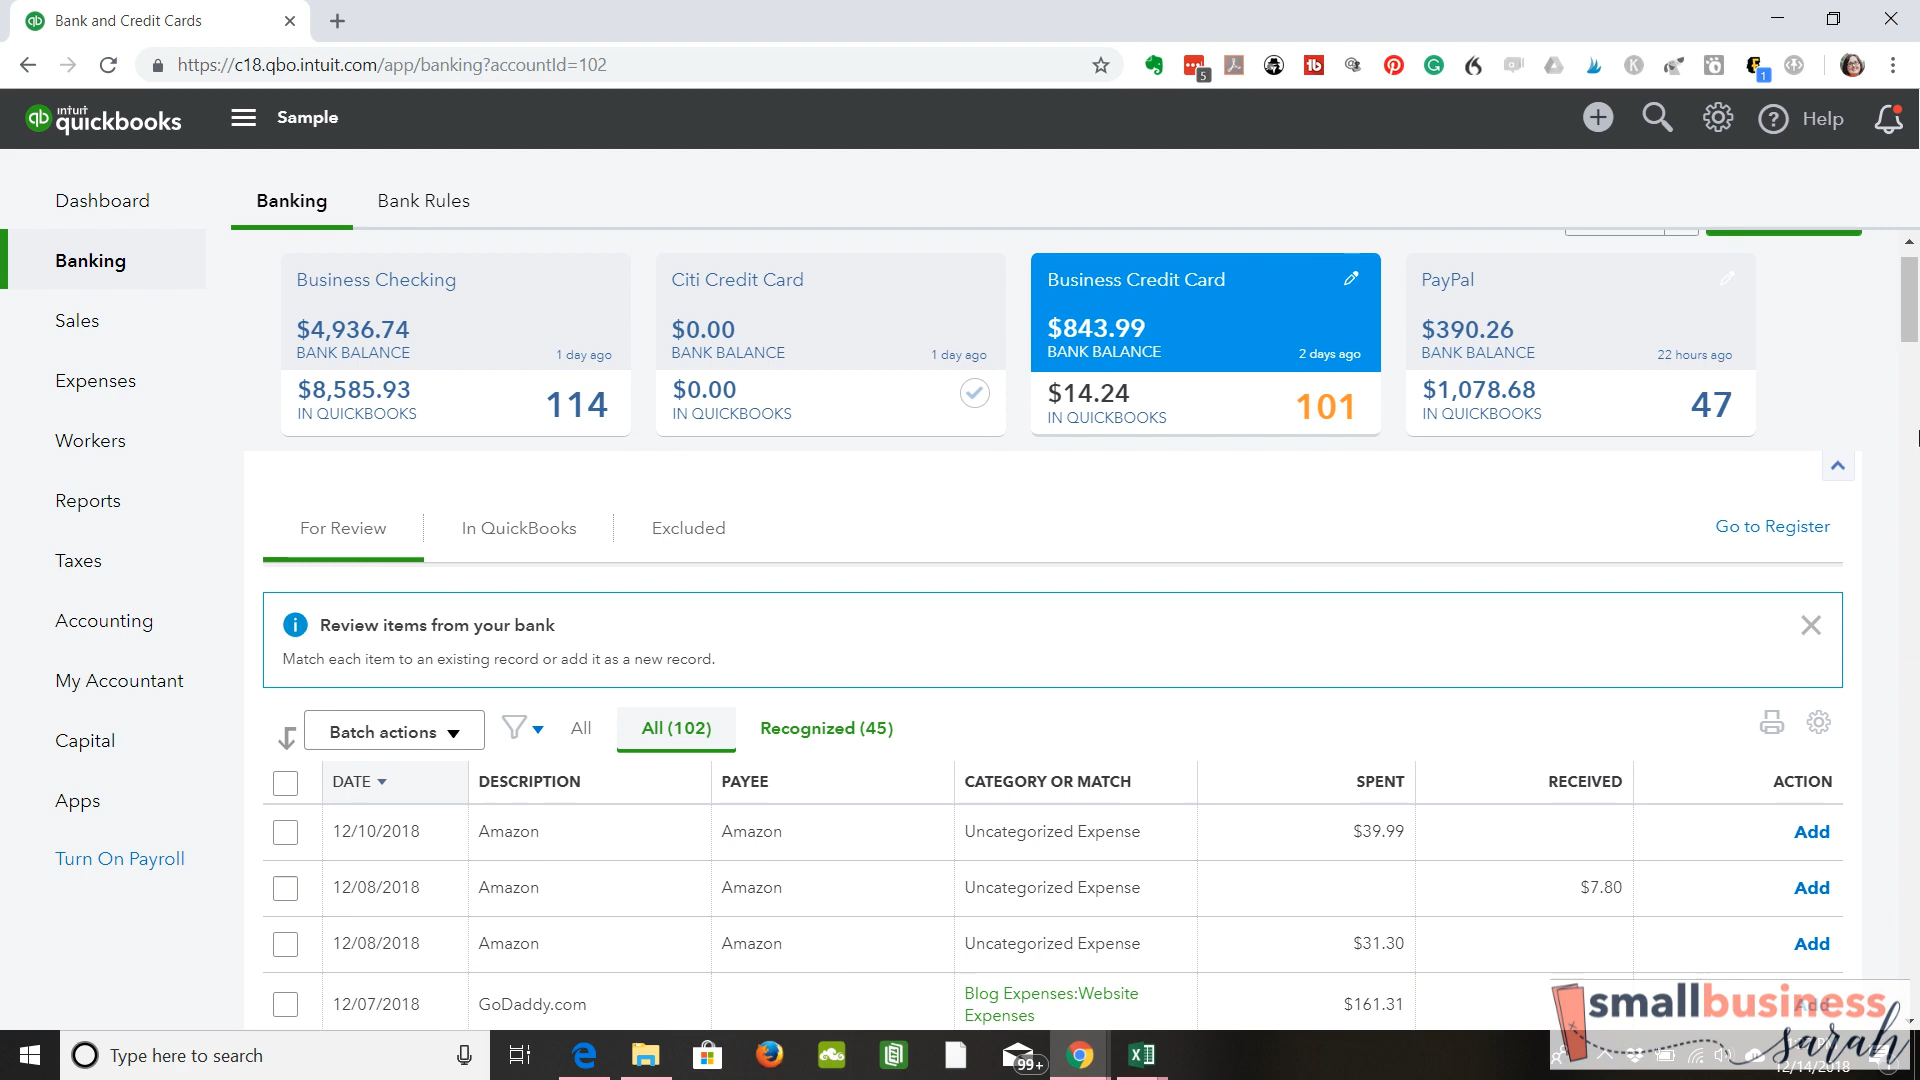 Bank and Credit Cards
https://c18.qbo.intuit.com/app/banking?accountId=102
5
1
intuit
quickbooks
Sample
Help
Dashboard
Banking
Sales
Expenses
Workers
Reports
Taxes
Accounting
My Accountant
Capital
Apps
Turn On Payroll
Banking
Bank Rules
Business Checking
$4,936.74
BANK BALANCE
1 day ago
$8,585.93
IN QUICKBOOKS
114
Citi Credit Card
$0.00
BANK BALANCE
1 day ago
$0.00
IN QUICKBOOKS
Business Credit Card
$843.99
BANK BALANCE
2 days ago
$14.24
IN QUICKBOOKS
101
PayPal
$390.26
BANK BALANCE
22 hours ago
$1,078.68
IN QUICKBOOKS
47
For Review
In QuickBooks
Excluded
Go to Register
Review items from your bank
Match each item to an existing record or add it as a new record.
Batch actions
All
All (102)
Recognized (45)
DATE DESCRIPTION PAYEE CATEGORY OR MATCH SPENT RECEIVED ACTION
12/10/2018 Amazon Amazon Uncategorized Expense $39.99 Add
12/08/2018 Amazon Amazon Uncategorized Expense $7.80 Add
12/08/2018 Amazon Amazon Uncategorized Expense $31.30 Add
12/07/2018 GoDaddy.com Blog Expenses:Website $161.31 Add
Expenses
smallbusiness
sarah
Type here to search
99+
12/14/2018